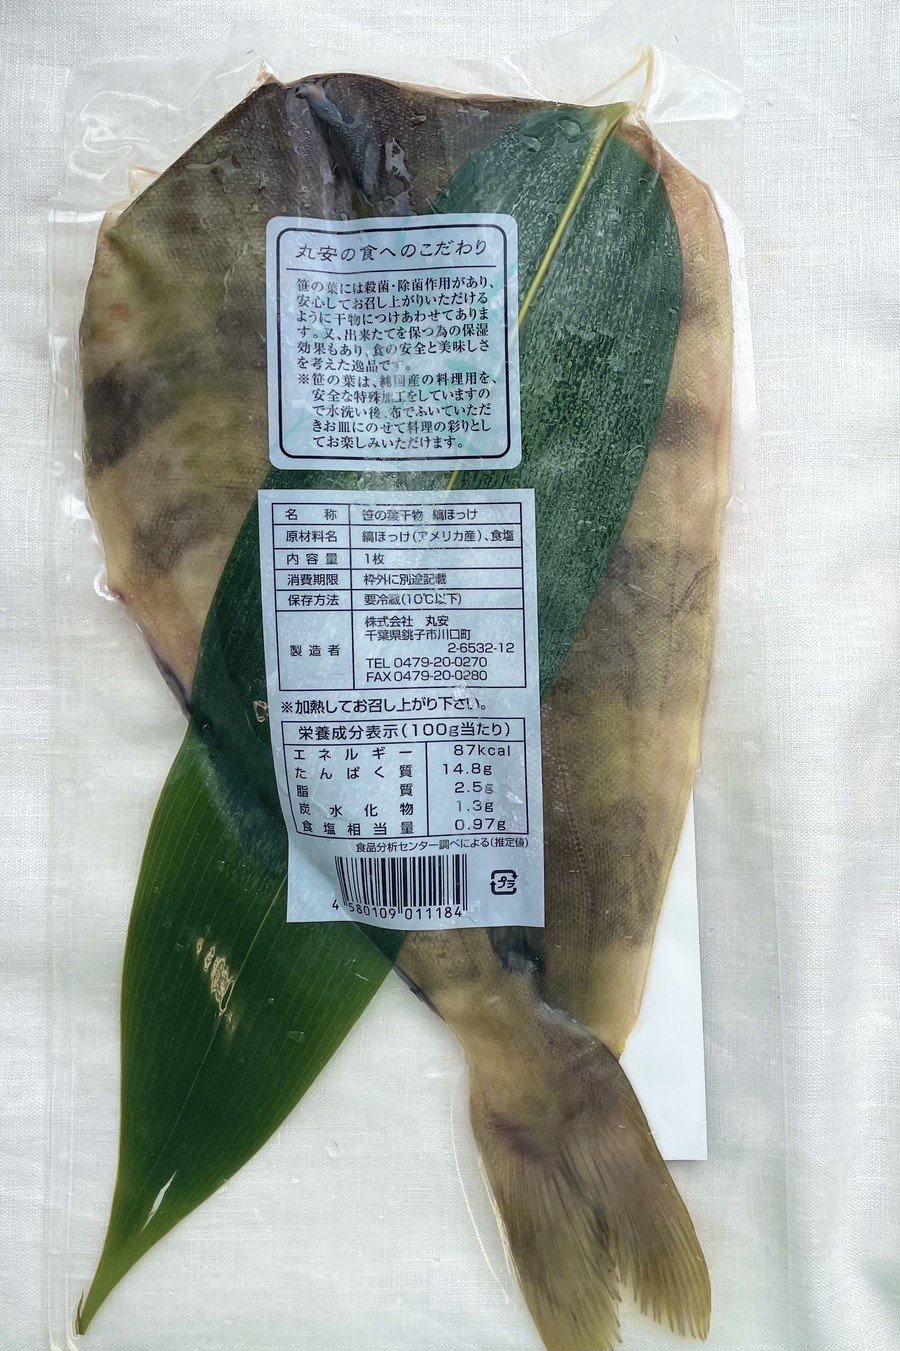 丸安の食へのこだわり
笹の葉には殺菌・除菌作用があり、
安心してお召し上がりいただける
ように干物につけあわせてありま
す。又、出来たてを保つ為の保湿
効果もあり、食の安全と美味しさ
を考えた逸品です。
※笹の葉は、純国産の料理用を、
安全な特殊加工をしていますの
で水洗い後、布でふいていただ
きお皿にのせて料理の彩りとし
てお楽しみいただけます。
名称 笹の葉干物 縞ほっけ
原材料名 縞ほっけ(アメリカ産)、食塩
内容量 1枚
消費期限 枠外に別途記載
保存方法 要冷蔵(10℃以下)
製造者 株式会社 丸安
千葉県銚子市川口町
2-6532-12
TEL 0479-20-0270
FAX 0479-20-0280
※加熱してお召し上がり下さい。
栄養成分表示(100g当たり)
エネルギー 87kcal
たんぱく質 14.8g
脂質 2.5g
炭水化物 1.3g
食塩相当量 0.97g
食品分析センター調べによる(推定値)
プラ
4 580109 011184